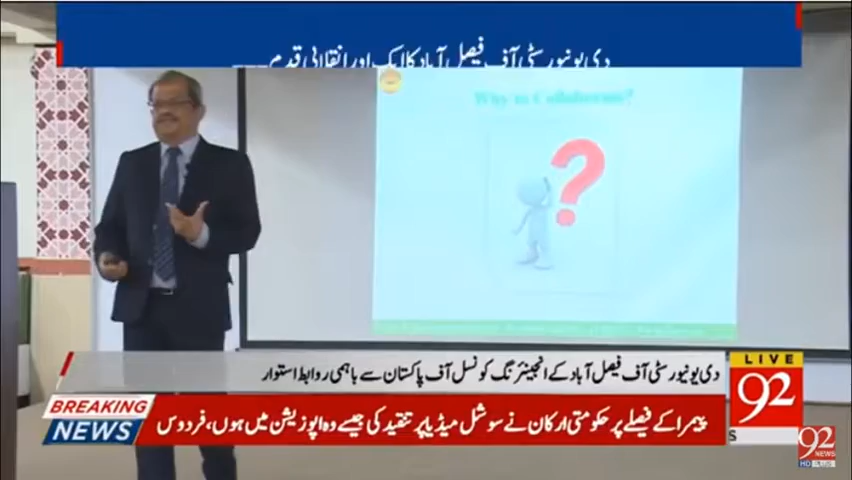 دی یونیورسٹی آف فیصل آباد کا ایک اور انقلابی قدم
Why to Collaborate?
دی یونیورسٹی آف فیصل آباد کے انجینئرنگ کونسل آف پاکستان سے باہمی روابط استوار
LIVE
92
BREAKING
NEWS
پیمرا کے فیصلے پر حکومتی ارکان نے سوشل میڈیا پر تنقید کی جیسے وہ اپوزیشن میں ہوں، فردوس
S
92
NEWS
HD